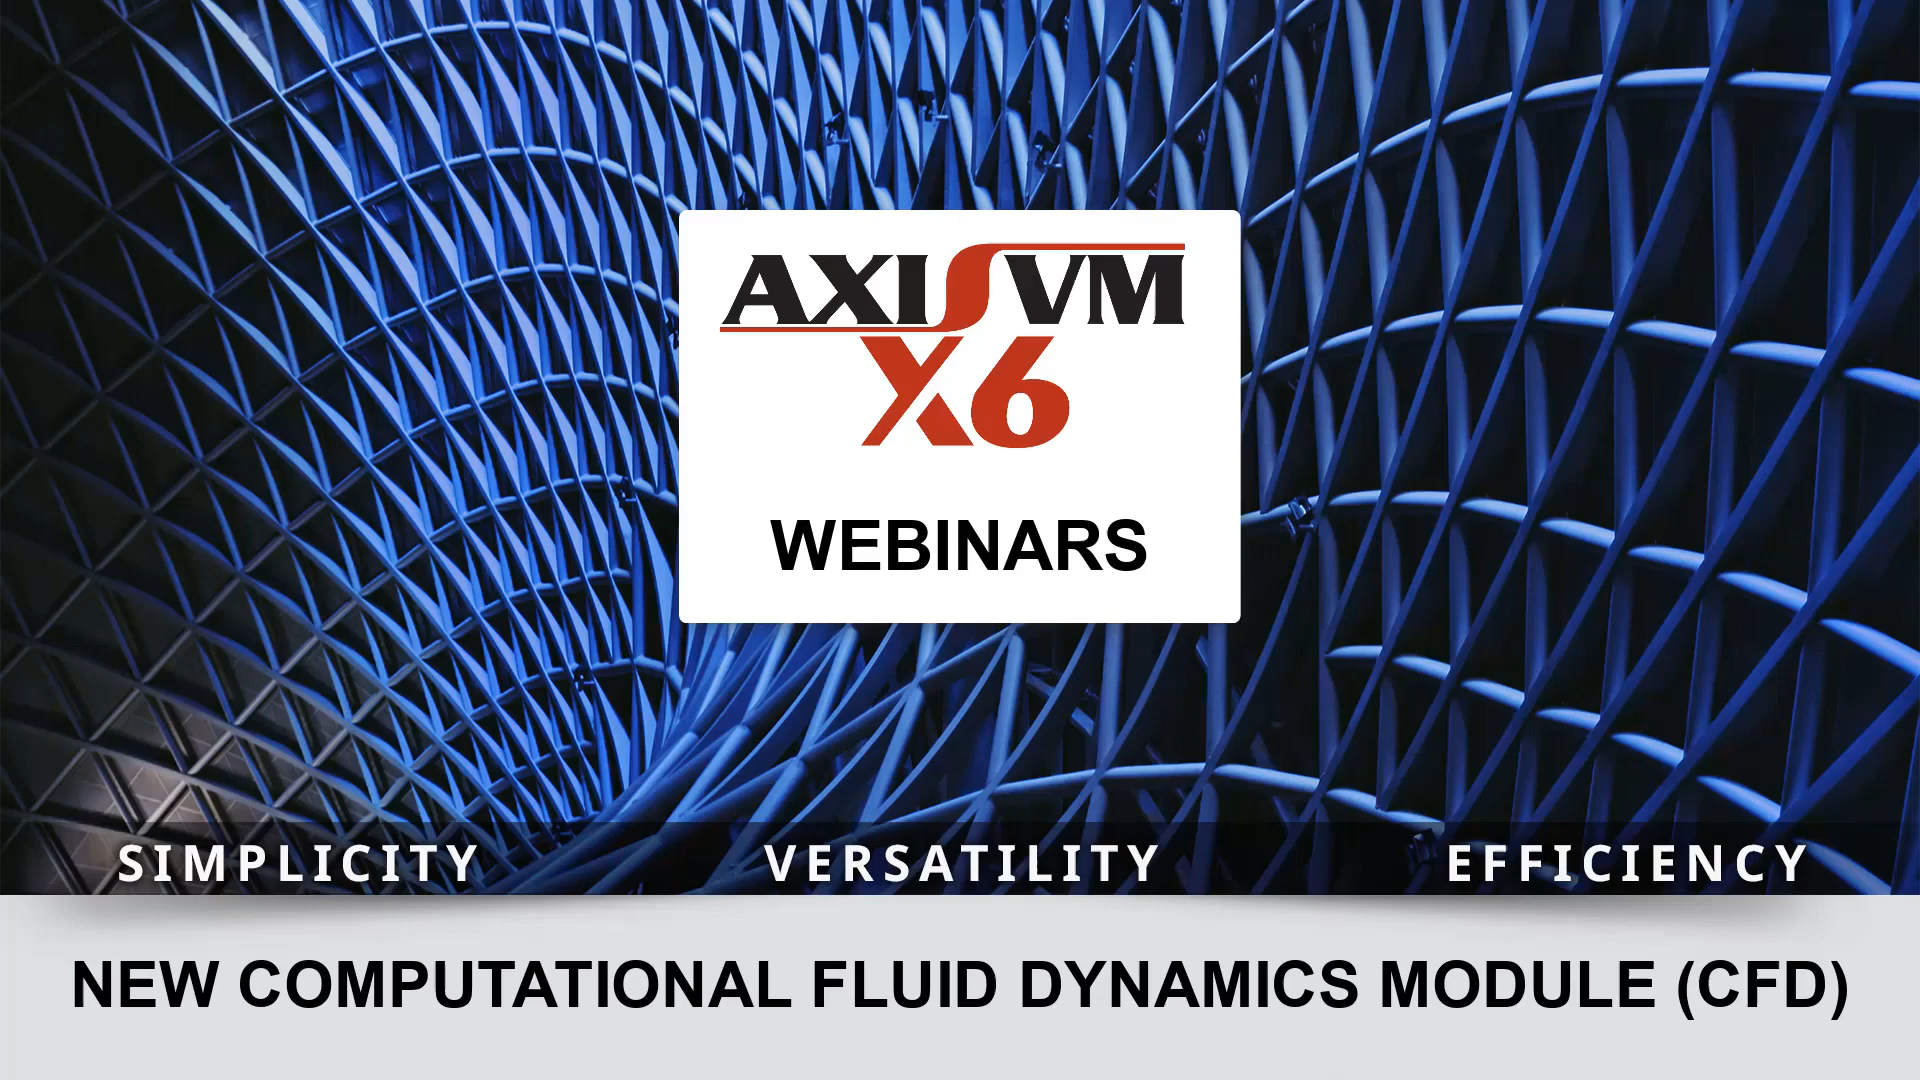 AXISVM
X6
WEBINARS
SIMPLICITY VERSATILITY EFFICIENCY
NEW COMPUTATIONAL FLUID DYNAMICS MODULE (CFD)